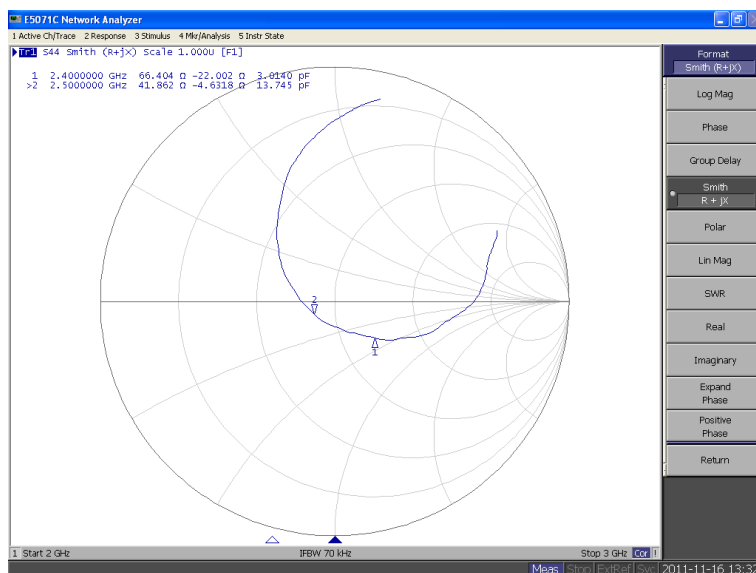 E5071C Network Analyzer
1 Active Ch/Trace 2 Response 3 Stimulus 4 Mkr/Analysis 5 Instr State
Tr1 S44 Smith (R+jX) Scale 1.000U [F1]
1 2.4000000 GHz 66.404 Ω -22.002 Ω 3.0140 pF
>2 2.5000000 GHz 41.862 Ω -4.6318 Ω 13.745 pF
2
1
Format
Smith (R+jX)
Log Mag
Phase
Group Delay
Smith
R + jX
Polar
Lin Mag
SWR
Real
Imaginary
Expand
Phase
Positive
Phase
Return
1 Start 2 GHz IFBW 70 kHz Stop 3 GHz Cor !
Meas Stop ExtRef Svc 2011-11-16 13:3